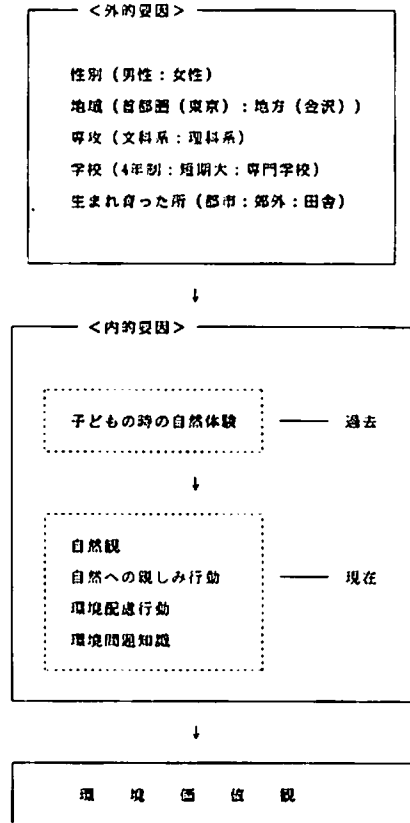 ＜外的要因＞
性別（男性：女性）
地域（首都圏（東京）：地方（金沢））
専攻（文科系：理科系）
学校（4年制：短期大：専門学校）
生まれ育った所（都市：郊外：田舎）
↓
＜内的要因＞
子どもの時の自然体験 ── 過去
↓
自然観
自然への親しみ行動 ── 現在
環境配慮行動
環境問題知識
↓
環 境 価 値 観